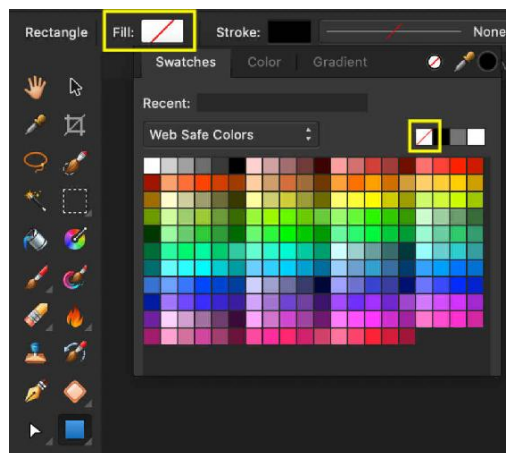 Rectangle Fill: Stroke: None
Swatches Color Gradient
Recent:
Web Safe Colors